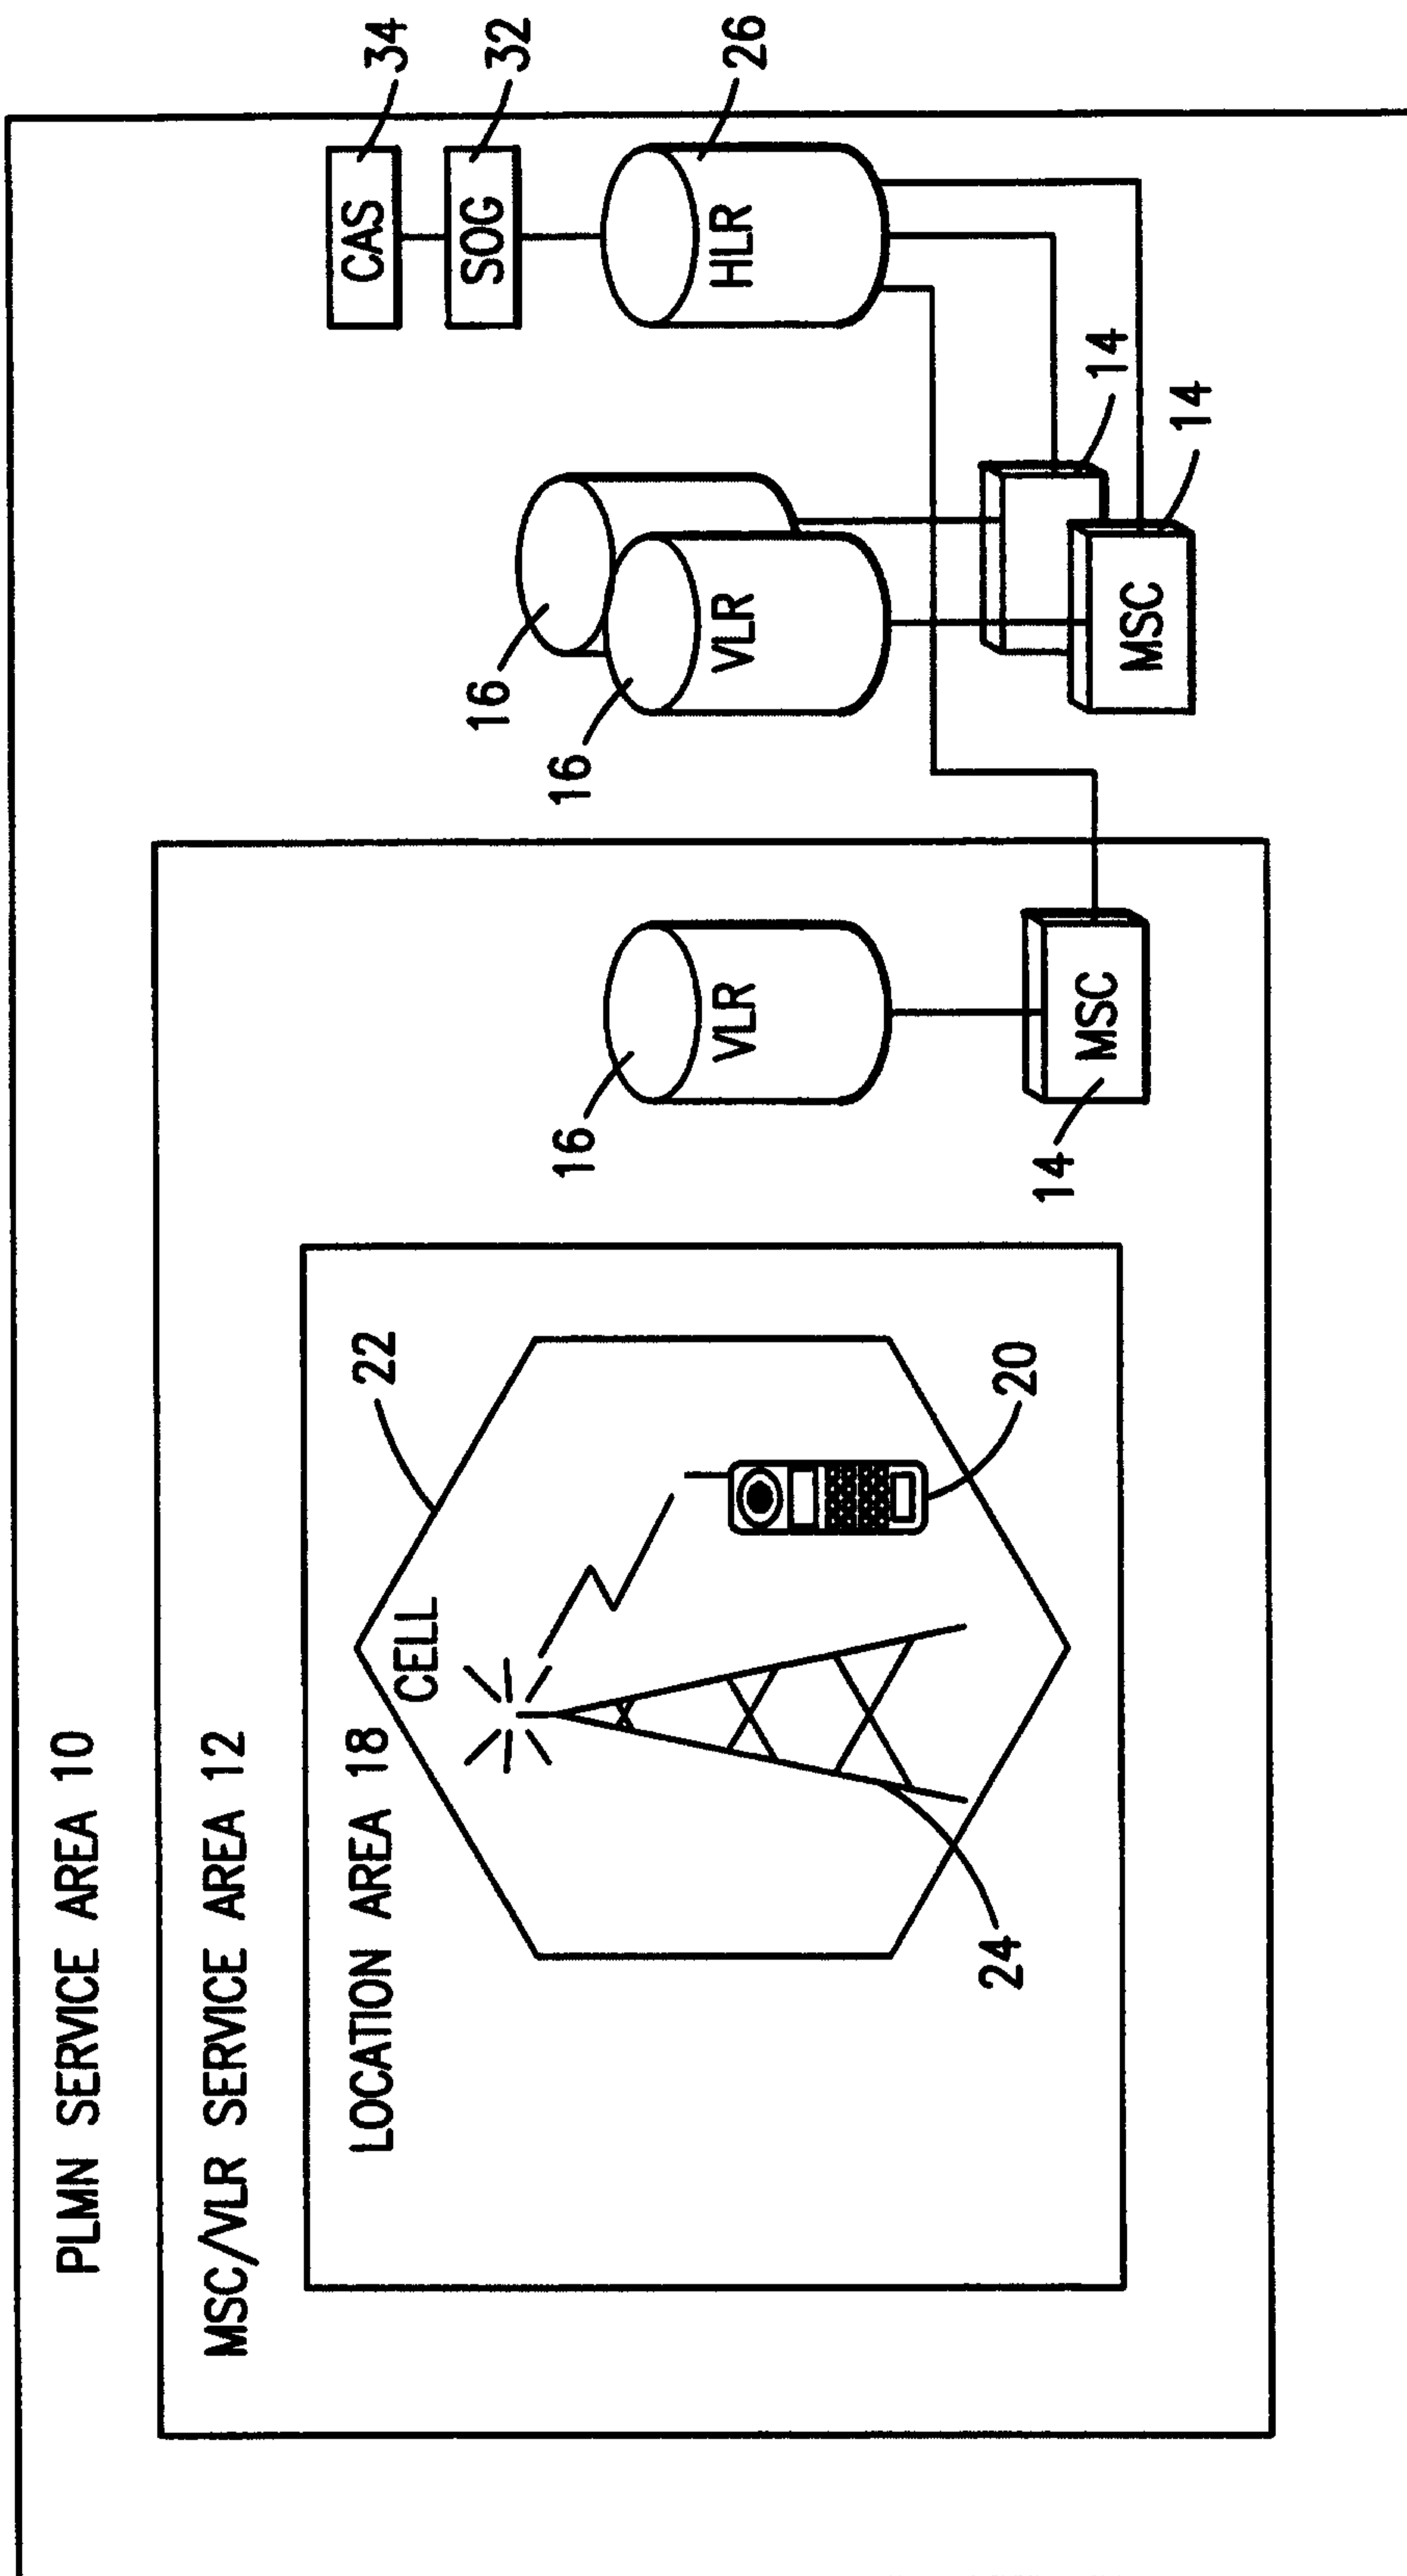 PLMN SERVICE AREA 10
MSC/VLR SERVICE AREA 12
LOCATION AREA 18
CELL
22
20
24
16
VLR
14
MSC
16
16
VLR
14
14
MSC
CAS
34
SOG
32
HLR
26